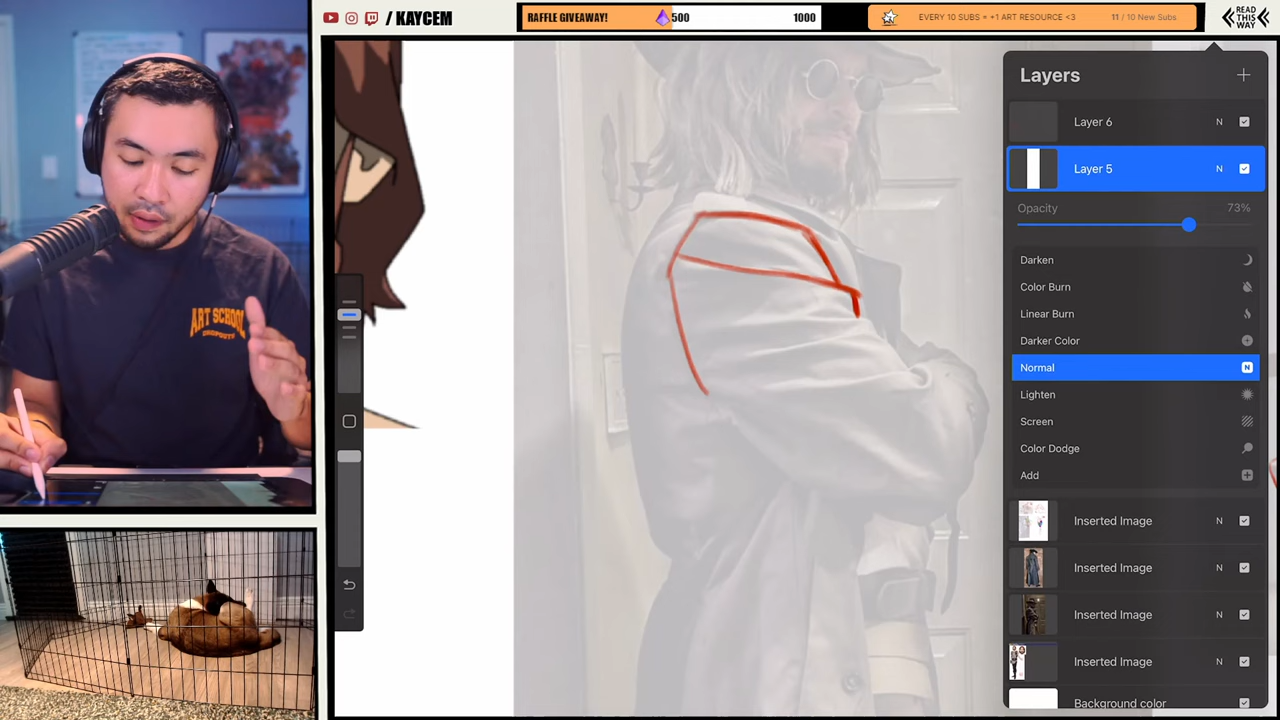 / KAYCEM
RAFFLE GIVEAWAY!
500
1000
EVERY 10 SUBS = +1 ART RESOURCE <3
11 / 10 New Subs
READ
THIS
WAY
Layers
Layer 6
N
Layer 5
N
Opacity
73%
Darken
Color Burn
Linear Burn
Darker Color
Normal
N
Lighten
Screen
Color Dodge
Add
Inserted Image
N
Inserted Image
N
Inserted Image
N
Inserted Image
N
Background color
ART SCHOOL
DROPOUTS